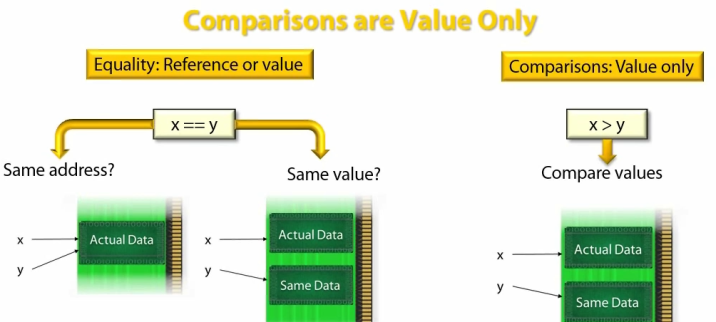 Comparisons are Value Only
Equality: Reference or value
Comparisons: Value only
x == y
x > y
Same address?
Same value?
Compare values
x
y
Actual Data
x
y
Actual Data
Same Data
x
y
Actual Data
Same Data